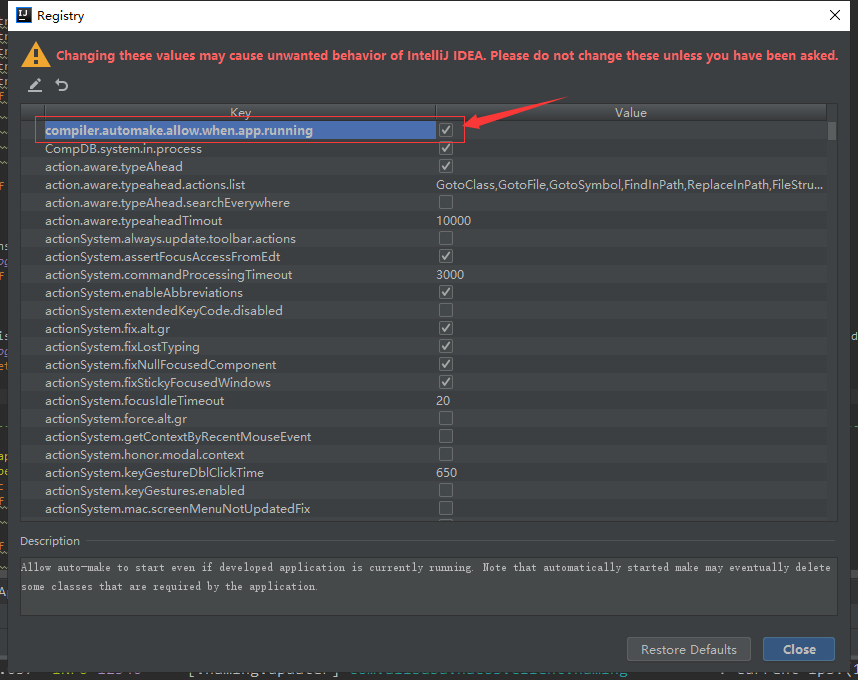 Registry
Changing these values may cause unwanted behavior of IntelliJ IDEA. Please do not change these unless you have been asked.
Key Value
compiler.automake.allow.when.app.running
CompDB.system.in.process
action.aware.typeAhead
action.aware.typeahead.actions.list GotoClass,GotoFile,GotoSymbol,FindInPath,ReplaceInPath,FileStru...
action.aware.typeAhead.searchEverywhere
action.aware.typeaheadTimout 10000
actionSystem.always.update.toolbar.actions
actionSystem.assertFocusAccessFromEdt
actionSystem.commandProcessingTimeout 3000
actionSystem.enableAbbreviations
actionSystem.extendedKeyCode.disabled
actionSystem.fix.alt.gr
actionSystem.fixLostTyping
actionSystem.fixNullFocusedComponent
actionSystem.fixStickyFocusedWindows
actionSystem.focusIdleTimeout 20
actionSystem.force.alt.gr
actionSystem.getContextByRecentMouseEvent
actionSystem.honor.modal.context
actionSystem.keyGestureDblClickTime 650
actionSystem.keyGestures.enabled
actionSystem.mac.screenMenuNotUpdatedFix
Description
Allow auto-make to start even if developed application is currently running. Note that automatically started make may eventually delete
some classes that are required by the application.
Restore Defaults Close